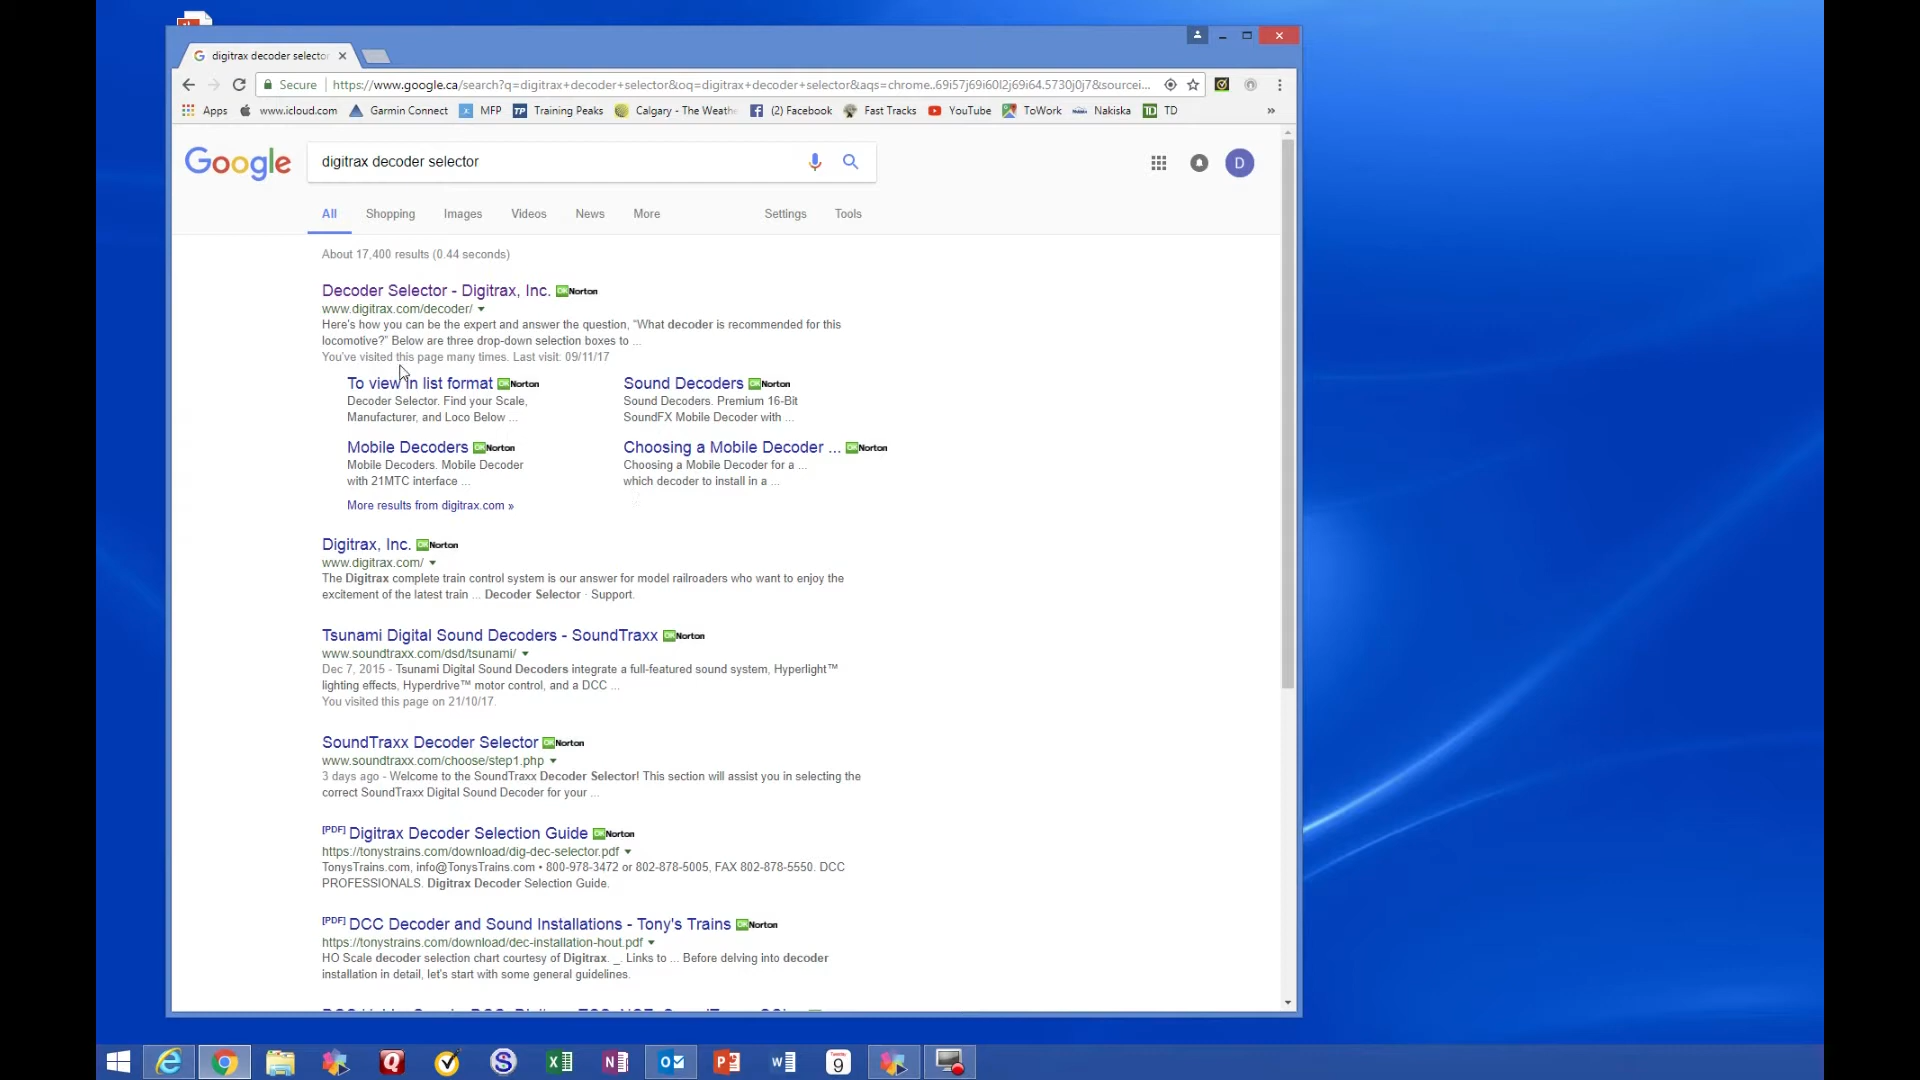 digitrax decoder selector
Secure https://www.google.ca/search?q=digitrax+decoder+selector&oq=digitrax+decoder+selector&aqs=chrome..69i57j69i60l2j69i64.5730j0j7&sourcei...
Apps www.icloud.com Garmin Connect MFP TP Training Peaks Calgary - The Weathe (2) Facebook Fast Tracks YouTube ToWork Nakiska TD TD »
Google digitrax decoder selector D
All Shopping Images Videos News More Settings Tools
About 17,400 results (0.44 seconds)
Decoder Selector - Digitrax, Inc. OK Norton
www.digitrax.com/decoder/
Here's how you can be the expert and answer the question, "What decoder is recommended for this
locomotive?" Below are three drop-down selection boxes to ...
You've visited this page many times. Last visit: 09/11/17
To view in list format OK Norton
Decoder Selector. Find your Scale,
Manufacturer, and Loco Below ...
Sound Decoders OK Norton
Sound Decoders. Premium 16-Bit
SoundFX Mobile Decoder with ...
Mobile Decoders OK Norton
Mobile Decoders. Mobile Decoder
with 21MTC interface ...
Choosing a Mobile Decoder ... OK Norton
Choosing a Mobile Decoder for a ...
which decoder to install in a ...
More results from digitrax.com »
Digitrax, Inc. OK Norton
www.digitrax.com/
The Digitrax complete train control system is our answer for model railroaders who want to enjoy the
excitement of the latest train ... Decoder Selector · Support.
Tsunami Digital Sound Decoders - SoundTraxx OK Norton
www.soundtraxx.com/dsd/tsunami/
Dec 7, 2015 - Tsunami Digital Sound Decoders integrate a full-featured sound system, Hyperlight™
lighting effects, Hyperdrive™ motor control, and a DCC ...
You visited this page on 21/10/17.
SoundTraxx Decoder Selector OK Norton
www.soundtraxx.com/choose/step1.php
3 days ago - Welcome to the SoundTraxx Decoder Selector! This section will assist you in selecting the
correct SoundTraxx Digital Sound Decoder for your ...
[PDF] Digitrax Decoder Selection Guide OK Norton
https://tonystrains.com/download/dig-dec-selector.pdf
TonysTrains.com, info@TonysTrains.com • 800-978-3472 or 802-878-5005, FAX 802-878-5550. DCC
PROFESSIONALS. Digitrax Decoder Selection Guide.
[PDF] DCC Decoder and Sound Installations - Tony's Trains OK Norton
https://tonystrains.com/download/dec-installation-hout.pdf
HO Scale decoder selection chart courtesy of Digitrax. _. Links to ... Before delving into decoder
installation in detail, let's start with some general guidelines.
9